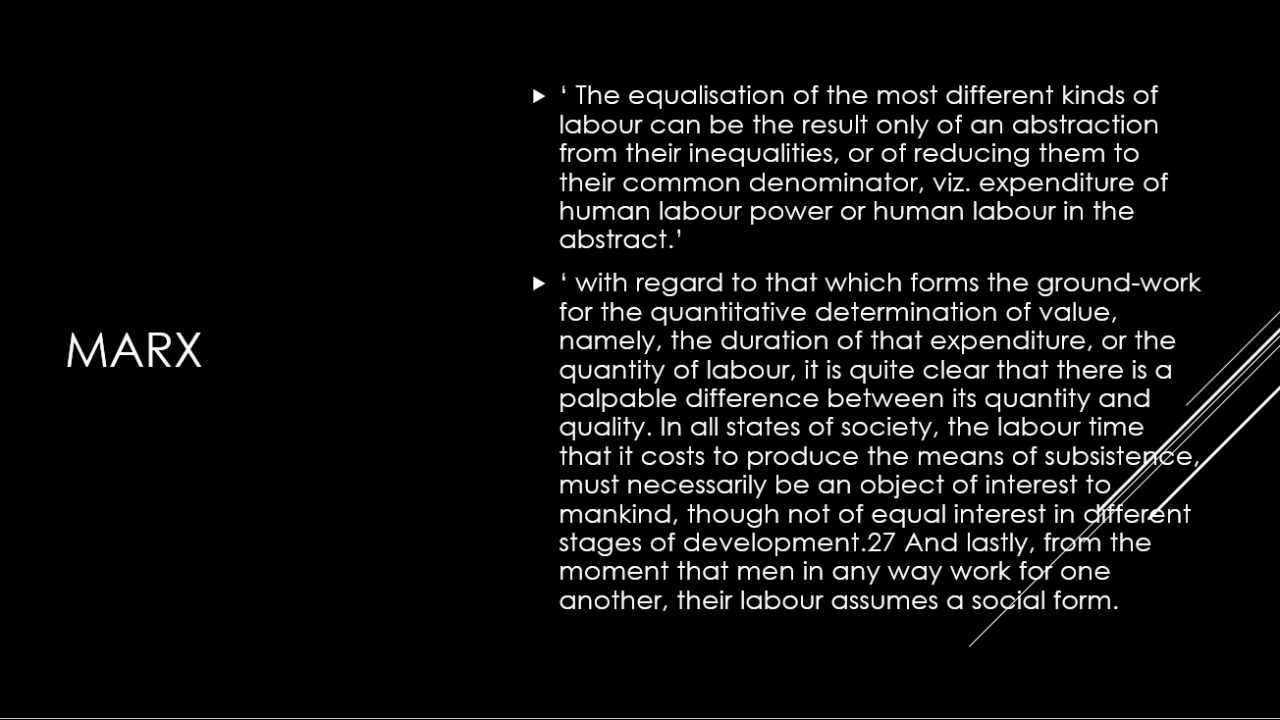 MARX
‘ The equalisation of the most different kinds of
labour can be the result only of an abstraction
from their inequalities, or of reducing them to
their common denominator, viz. expenditure of
human labour power or human labour in the
abstract.’
‘ with regard to that which forms the ground-work
for the quantitative determination of value,
namely, the duration of that expenditure, or the
quantity of labour, it is quite clear that there is a
palpable difference between its quantity and
quality. In all states of society, the labour time
that it costs to produce the means of subsistence,
must necessarily be an object of interest to
mankind, though not of equal interest in different
stages of development.27 And lastly, from the
moment that men in any way work for one
another, their labour assumes a social form.